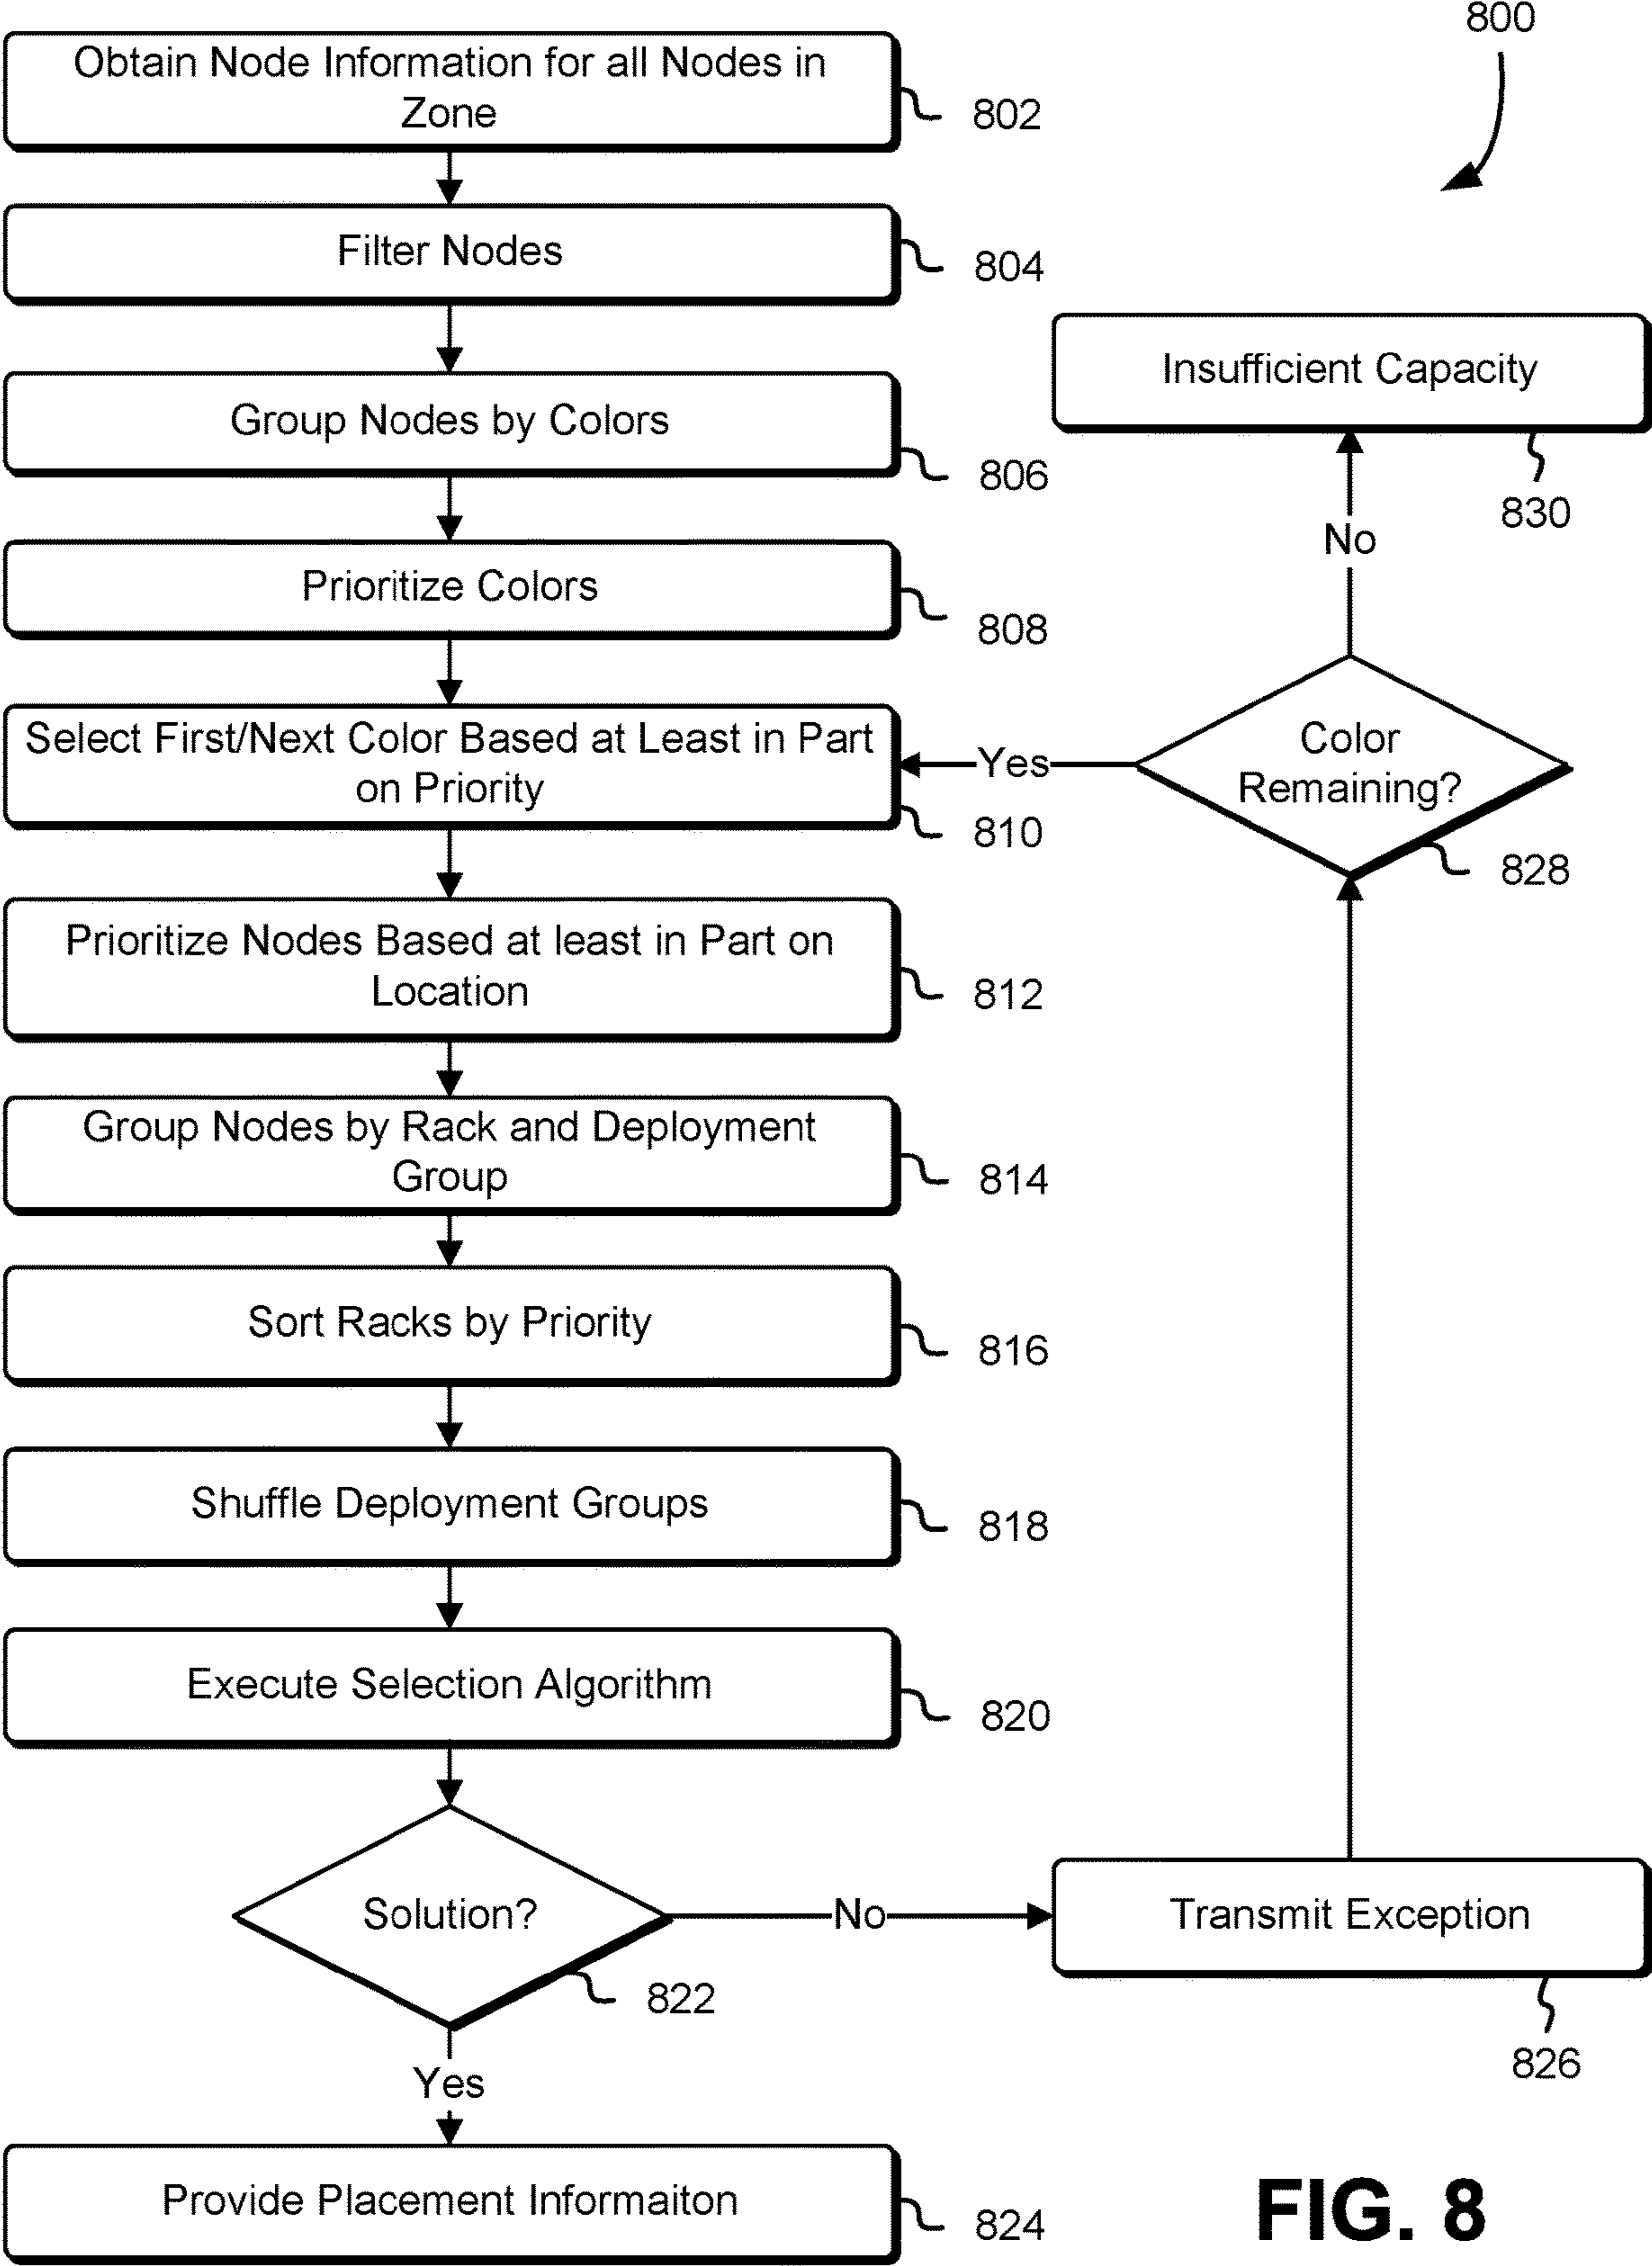 800
Obtain Node Information for all Nodes in
Zone
802
Filter Nodes
804
Group Nodes by Colors
806
Prioritize Colors
808
Select First/Next Color Based at Least in Part
on Priority
810
Prioritize Nodes Based at least in Part on
Location
812
Group Nodes by Rack and Deployment
Group
814
Sort Racks by Priority
816
Shuffle Deployment Groups
818
Execute Selection Algorithm
820
Solution?
822
Yes
Provide Placement Informaiton
824
No
Transmit Exception
826
Color
Remaining?
828
Yes
No
Insufficient Capacity
830
FIG. 8